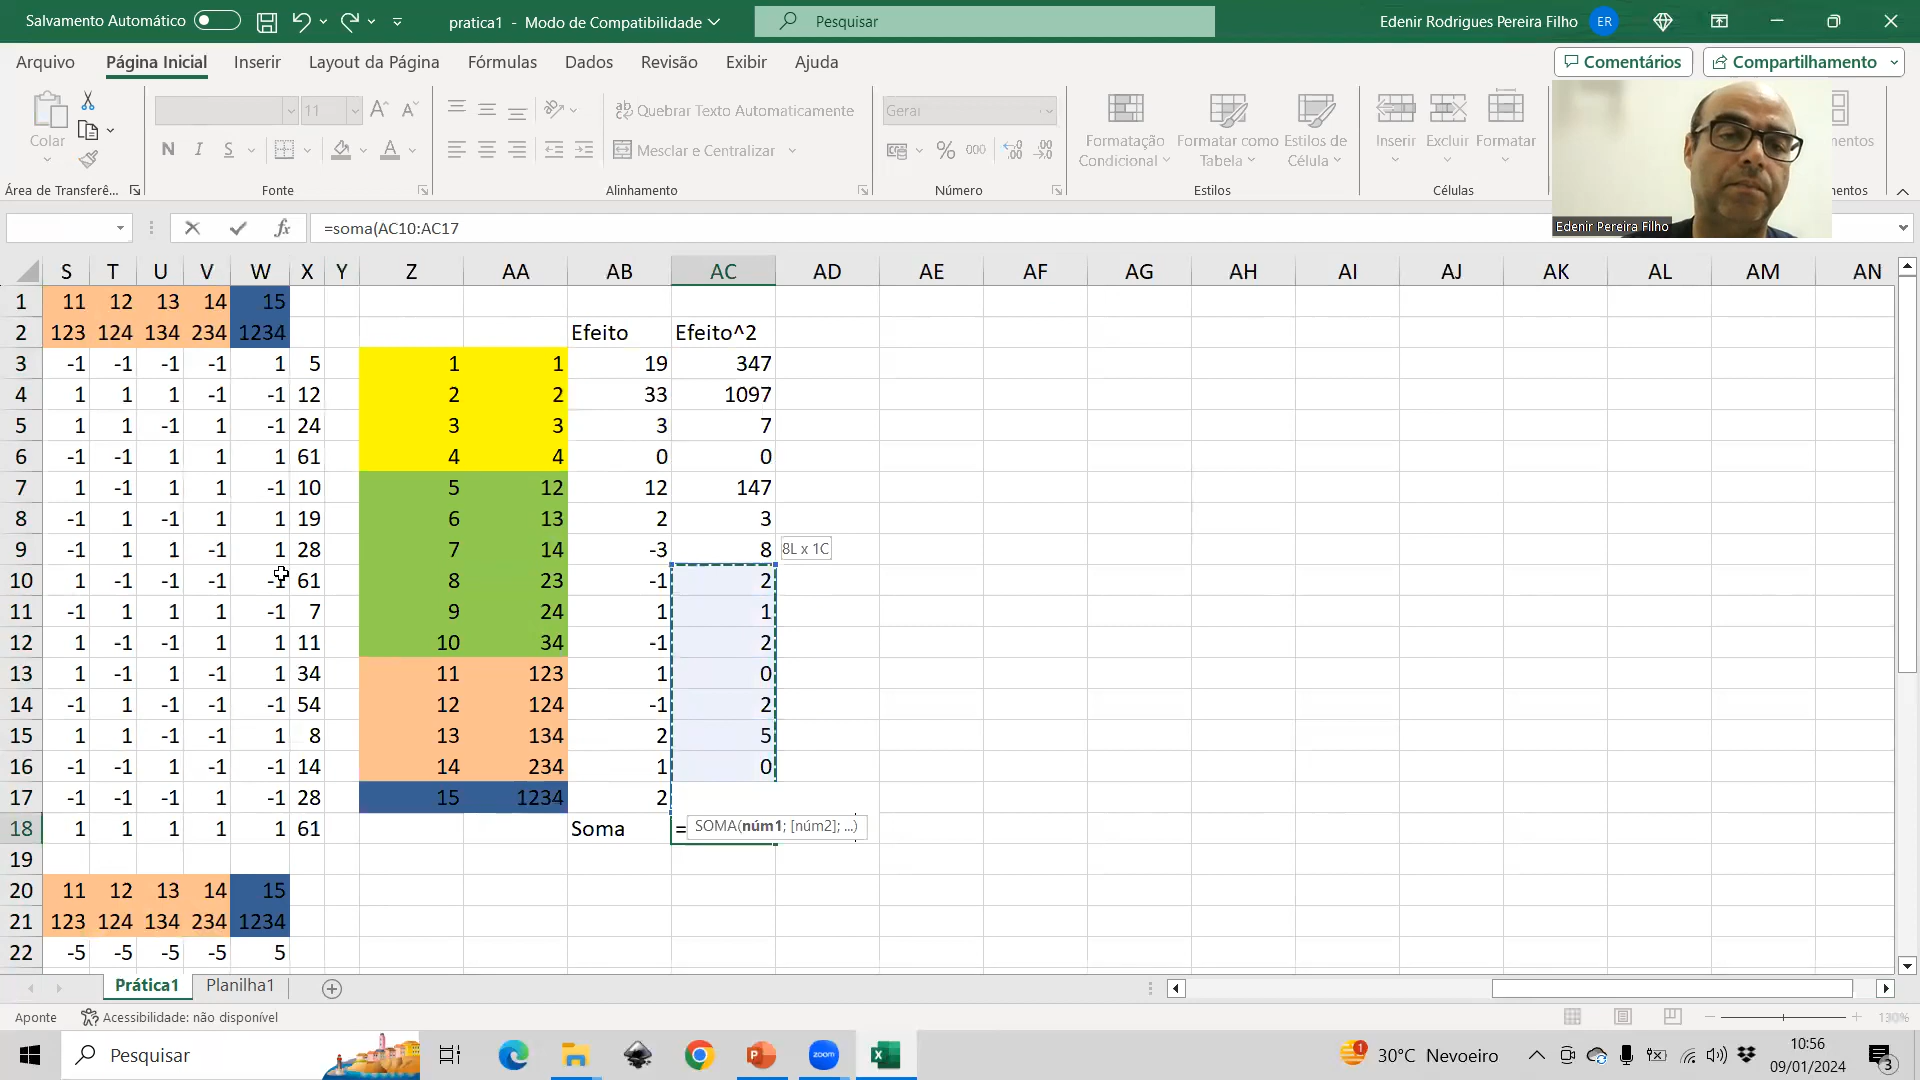 Salvamento Automático
pratica1 - Modo de Compatibilidade
Pesquisar
Edenir Rodrigues Pereira Filho ER
Arquivo Página Inicial Inserir Layout da Página Fórmulas Dados Revisão Exibir Ajuda
Comentários Compartilhamento
Colar
11
N I S
Quebrar Texto Automaticamente
Mesclar e Centralizar
Geral
% 000
Formatação Condicional
Formatar como Tabela
Estilos de Célula
Inserir Excluir Formatar
Área de Transferê... Fonte Alinhamento Número Estilos Células
Edenir Pereira Filho
fx =soma(AC10:AC17
S T U V W X Y Z AA AB AC AD AE AF AG AH AI AJ AK AL AM AN
1 11 12 13 14 15
2 123 124 134 234 1234 Efeito Efeito^2
3 -1 -1 -1 -1 1 5 1 1 19 347
4 1 1 1 -1 -1 12 2 2 33 1097
5 1 1 -1 1 -1 24 3 3 3 7
6 -1 -1 1 1 1 61 4 4 0 0
7 1 -1 1 1 -1 10 5 12 12 147
8 -1 1 -1 1 1 19 6 13 2 3
9 -1 1 1 -1 1 28 7 14 -3 8 8L x 1C
10 1 -1 -1 -1 -1 61 8 23 -1 2
11 -1 1 1 1 -1 7 9 24 1 1
12 1 -1 -1 1 1 11 10 34 -1 2
13 1 -1 1 -1 1 34 11 123 1 0
14 -1 1 -1 -1 -1 54 12 124 -1 2
15 1 1 -1 -1 1 8 13 134 2 5
16 -1 -1 1 -1 -1 14 14 234 1 0
17 -1 -1 -1 1 -1 28 15 1234 2
18 1 1 1 1 1 61 Soma = SOMA(núm1; [núm2]; ...)
19
20 11 12 13 14 15
21 123 124 134 234 1234
22 -5 -5 -5 -5 5
Prática1 Planilha1
Aponte Acessibilidade: não disponível 130%
Pesquisar
zoom
1 30°C Nevoeiro
10:56
09/01/2024
3